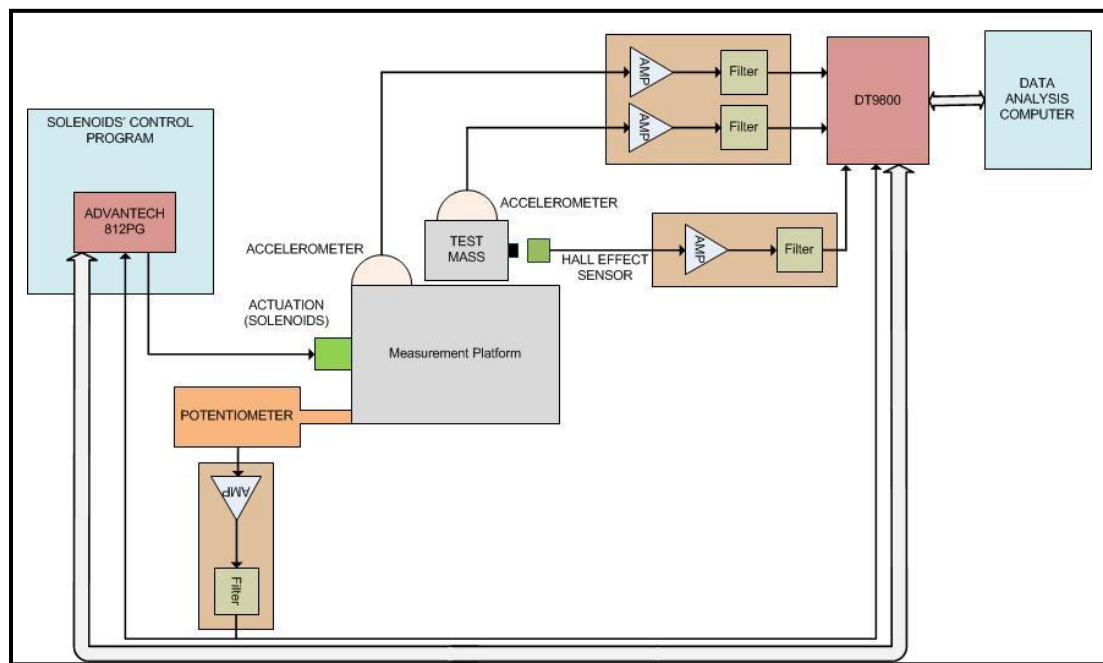 SOLENOIDS' CONTROL
PROGRAM
ADVANTECH
812PG
AMP
Filter
AMP
Filter
DT9800
DATA
ANALYSIS
COMPUTER
ACCELEROMETER
TEST
MASS
ACCELEROMETER
HALL EFFECT
SENSOR
AMP
Filter
ACTUATION
(SOLENOIDS)
Measurement Platform
POTENTIOMETER
AMP
Filter